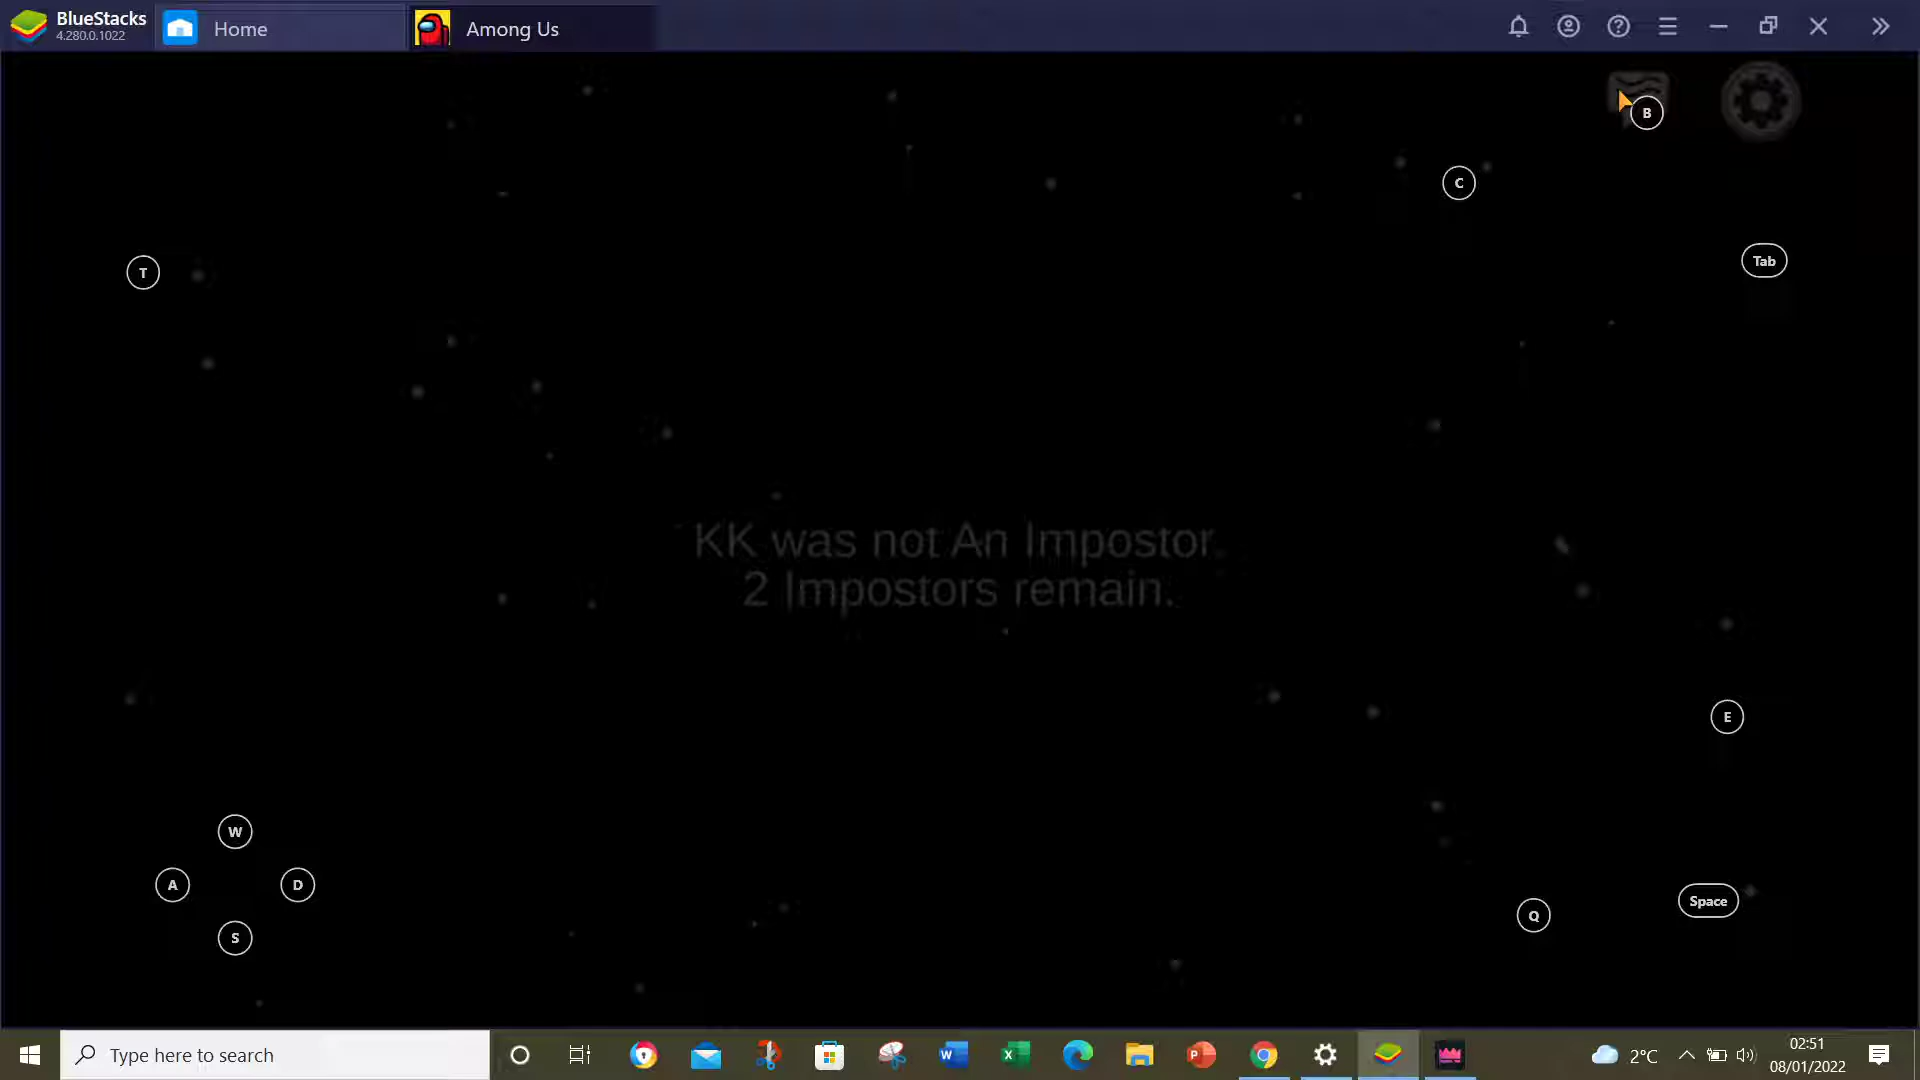 BlueStacks
4.280.0.1022
Home
Among Us
B
C
T
Tab
KK was not An Impostor.
2 Impostors remain.
E
W
A
D
S
Q
Space
Type here to search
2°C
02:51
08/01/2022